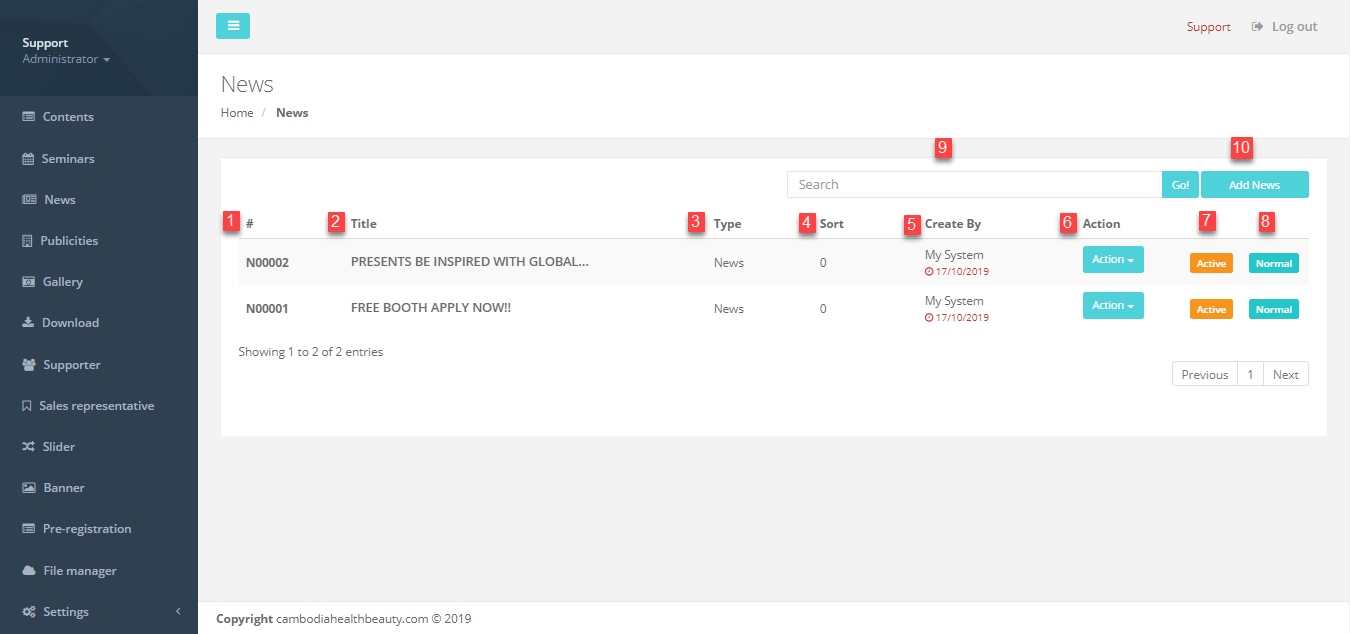 Support
Administrator
Contents
Seminars
News
Publicities
Gallery
Download
Supporter
Sales representative
Slider
Banner
Pre-registration
File manager
Settings
Support Log out
News
Home / News
9 10
Search Go! Add News
1 # 2 Title 3 Type 4 Sort 5 Create By 6 Action 7 8
N00002 PRESENTS BE INSPIRED WITH GLOBAL... News 0 My System Action Active Normal
17/10/2019
N00001 FREE BOOTH APPLY NOW!! News 0 My System Action Active Normal
17/10/2019
Showing 1 to 2 of 2 entries
Previous 1 Next
Copyright cambodiahealthbeauty.com © 2019